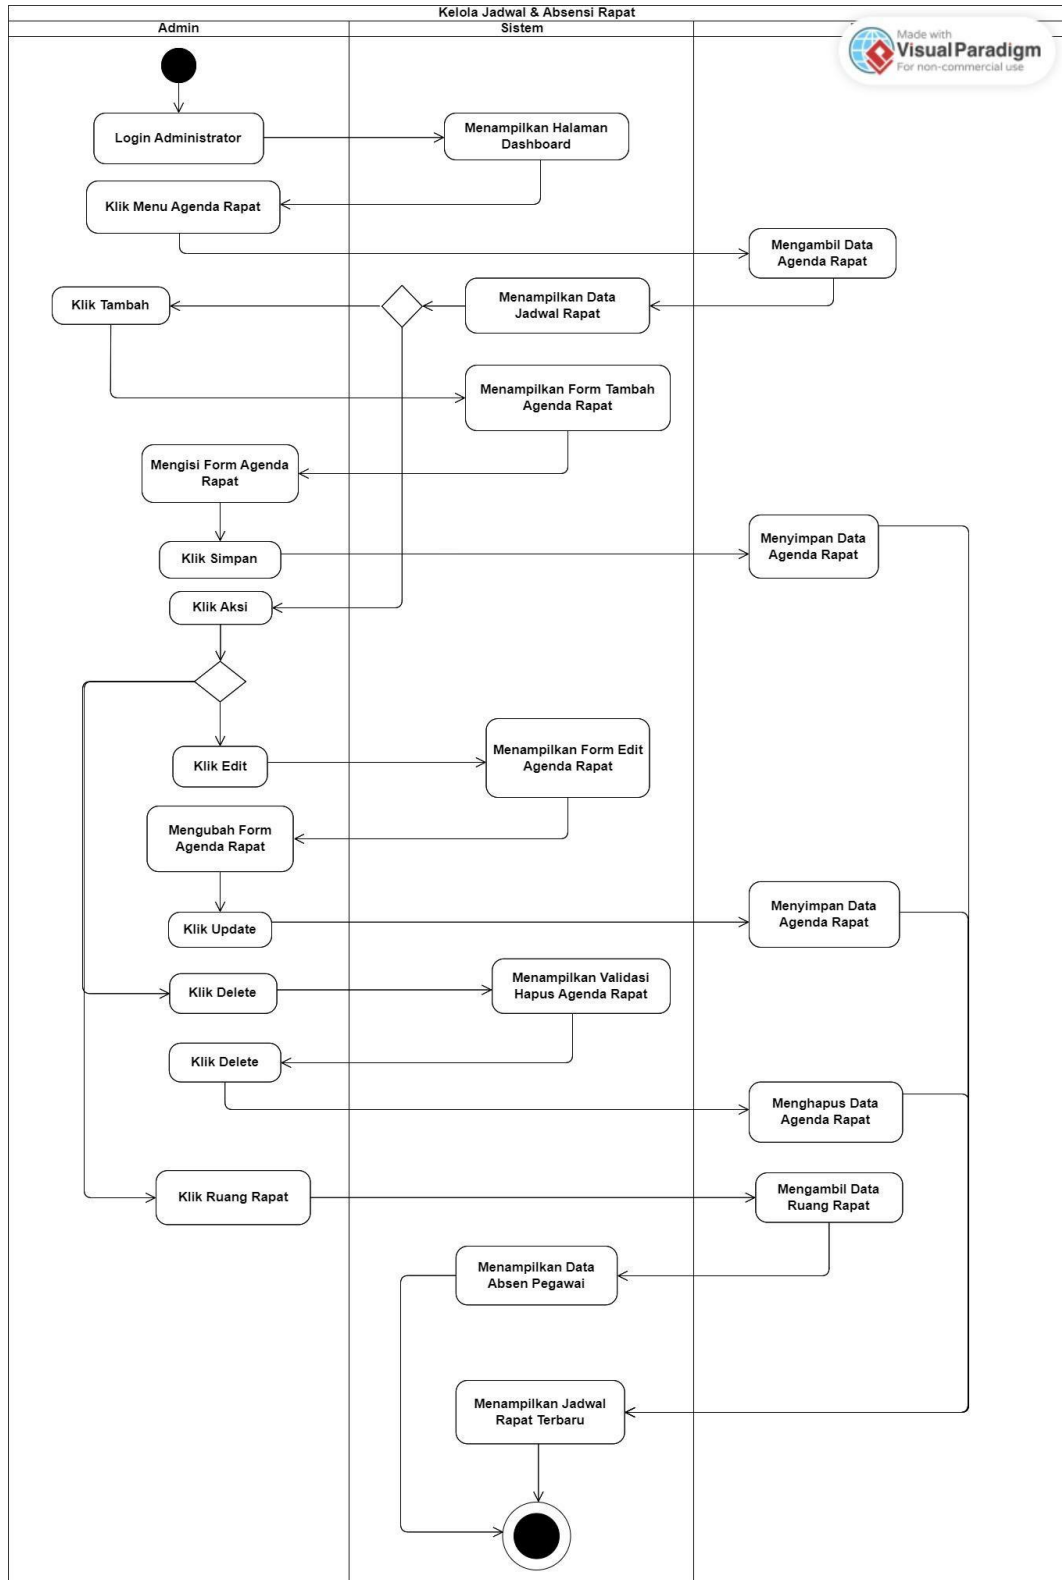 Kelola Jadwal & Absensi Rapat
Admin
Sistem
Made with
VisualParadigm
For non-commercial use
Login Administrator
Menampilkan Halaman
Dashboard
Klik Menu Agenda Rapat
Mengambil Data
Agenda Rapat
Klik Tambah
Menampilkan Data
Jadwal Rapat
Menampilkan Form Tambah
Agenda Rapat
Mengisi Form Agenda
Rapat
Klik Simpan
Menyimpan Data
Agenda Rapat
Klik Aksi
Klik Edit
Menampilkan Form Edit
Agenda Rapat
Mengubah Form
Agenda Rapat
Klik Update
Menyimpan Data
Agenda Rapat
Klik Delete
Menampilkan Validasi
Hapus Agenda Rapat
Klik Delete
Menghapus Data
Agenda Rapat
Klik Ruang Rapat
Mengambil Data
Ruang Rapat
Menampilkan Data
Absen Pegawai
Menampilkan Jadwal
Rapat Terbaru